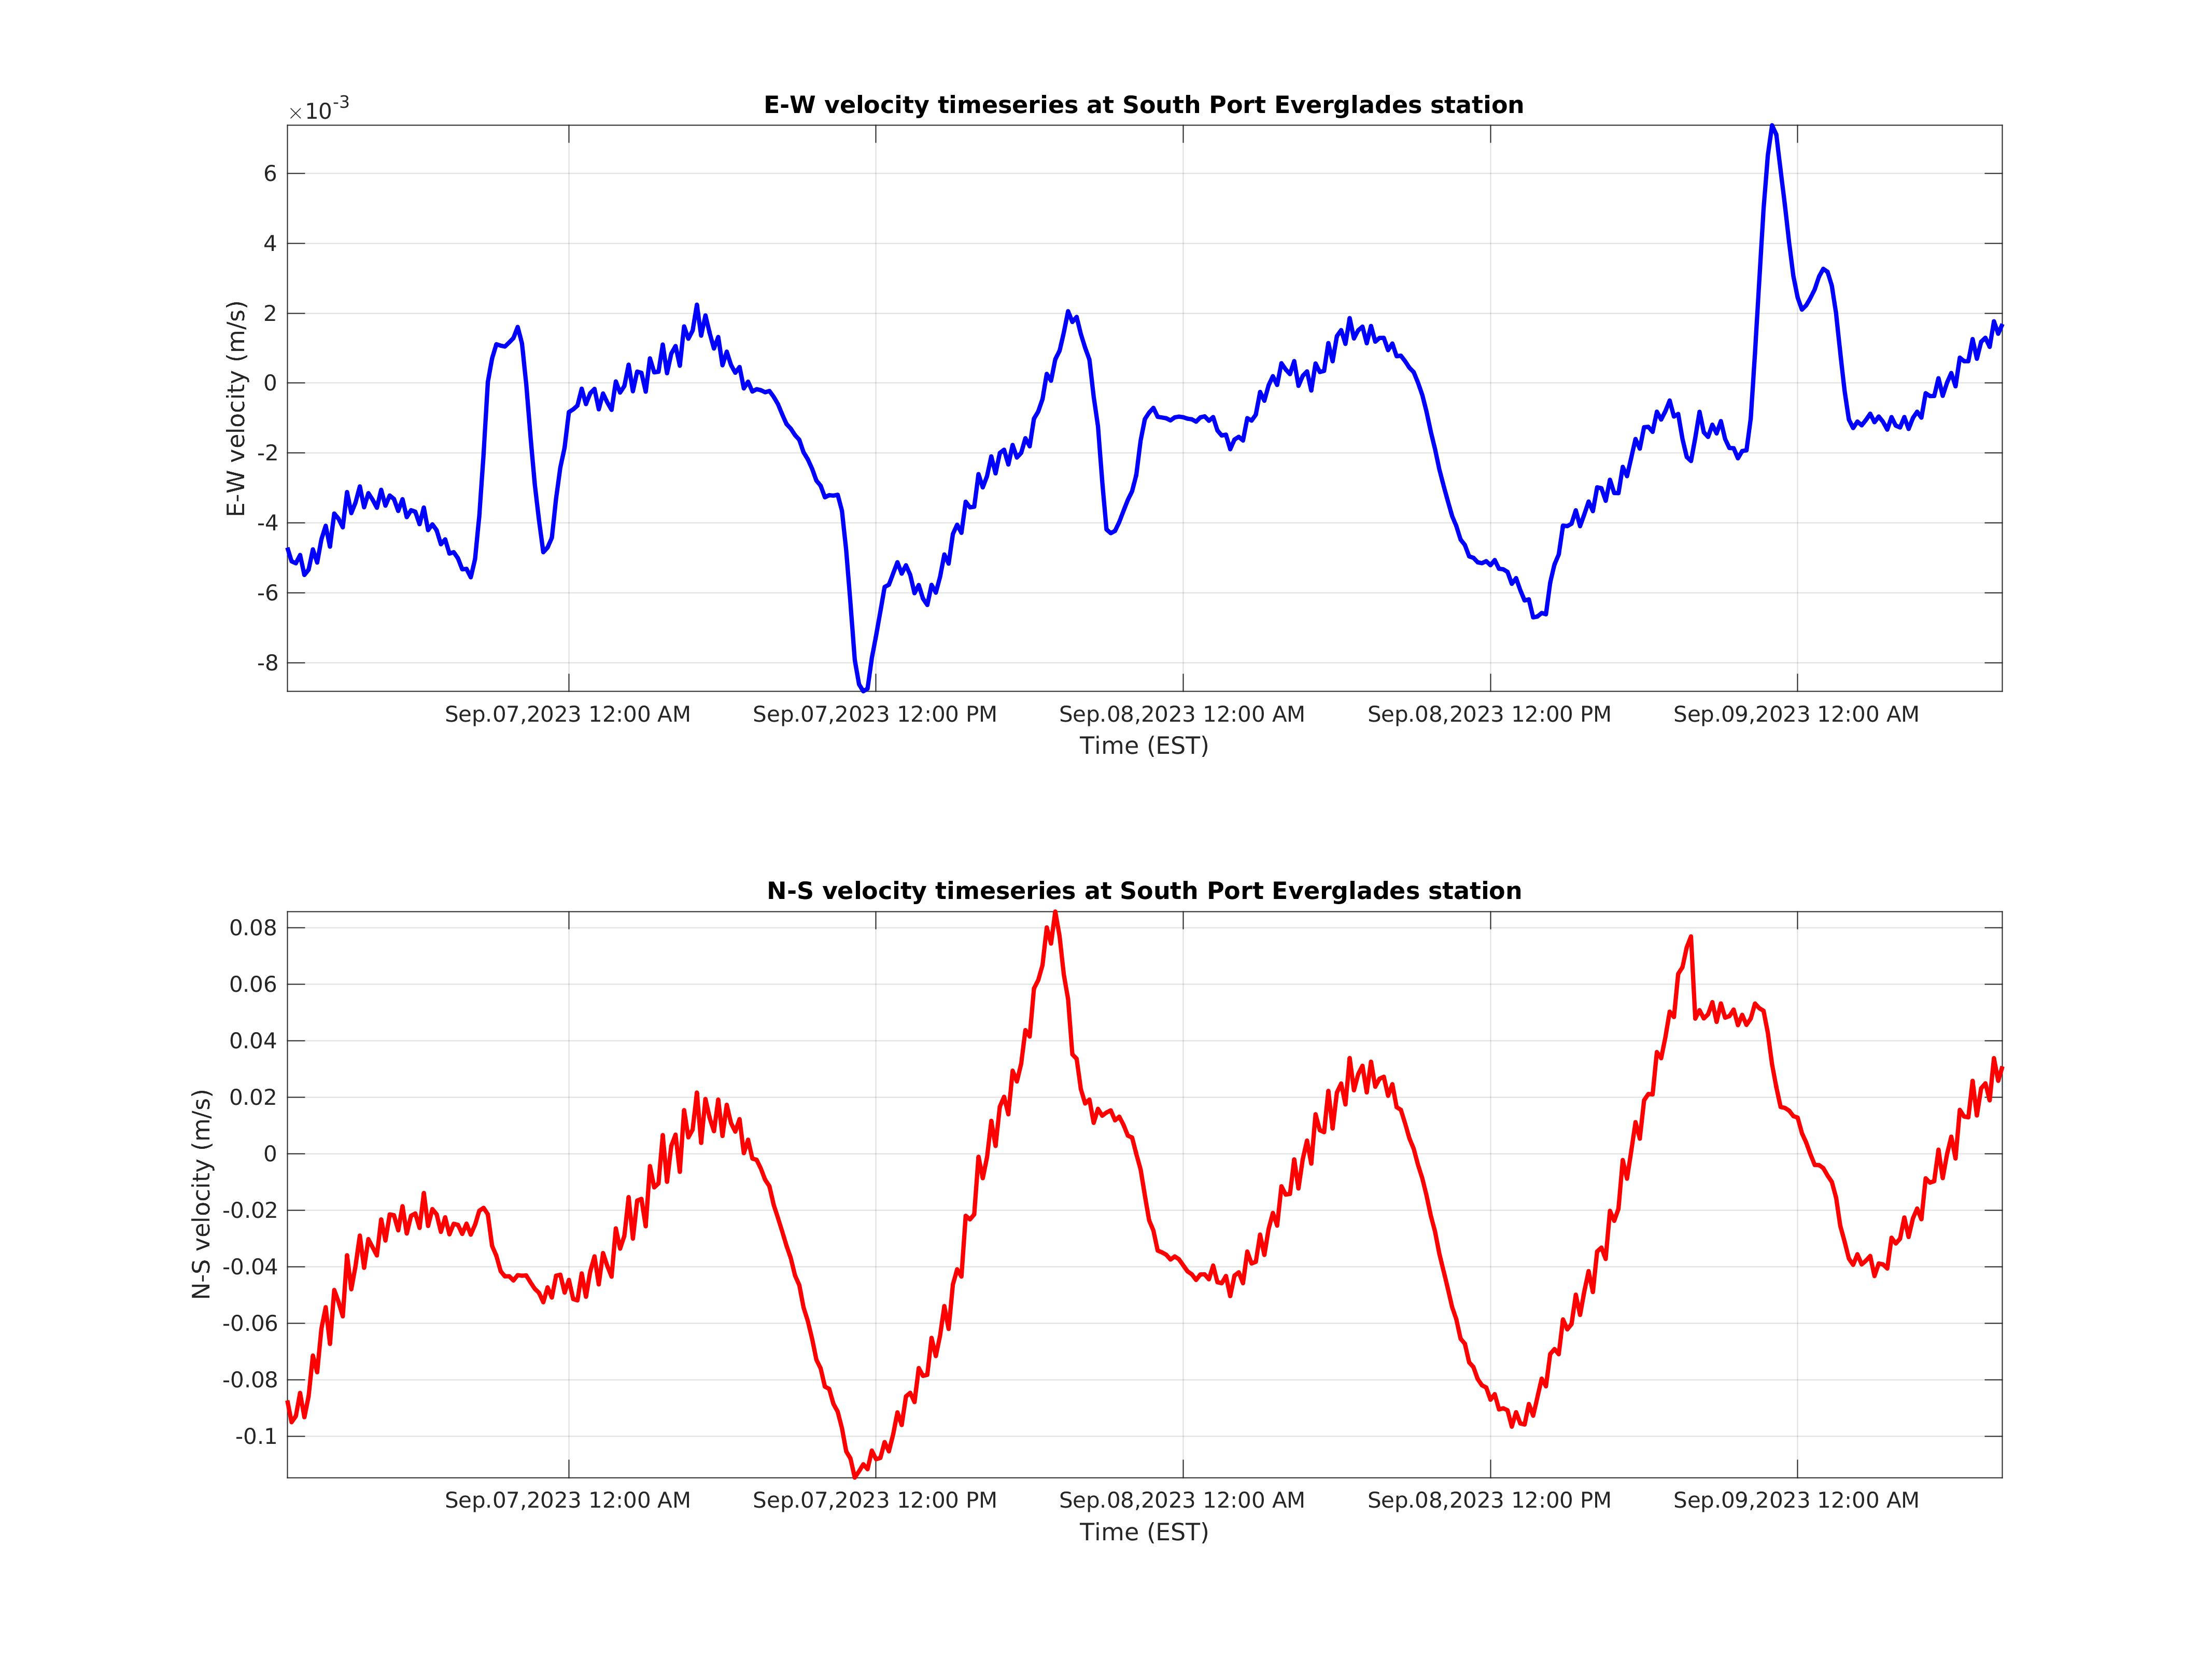 E-W velocity timeseries at South Port Everglades station
×10-3
E-W velocity (m/s)
6
4
2
0
-2
-4
-6
-8
Sep.07,2023 12:00 AM Sep.07,2023 12:00 PM Sep.08,2023 12:00 AM Sep.08,2023 12:00 PM Sep.09,2023 12:00 AM
Time (EST)
N-S velocity timeseries at South Port Everglades station
N-S velocity (m/s)
0.08
0.06
0.04
0.02
0
-0.02
-0.04
-0.06
-0.08
-0.1
Sep.07,2023 12:00 AM Sep.07,2023 12:00 PM Sep.08,2023 12:00 AM Sep.08,2023 12:00 PM Sep.09,2023 12:00 AM
Time (EST)